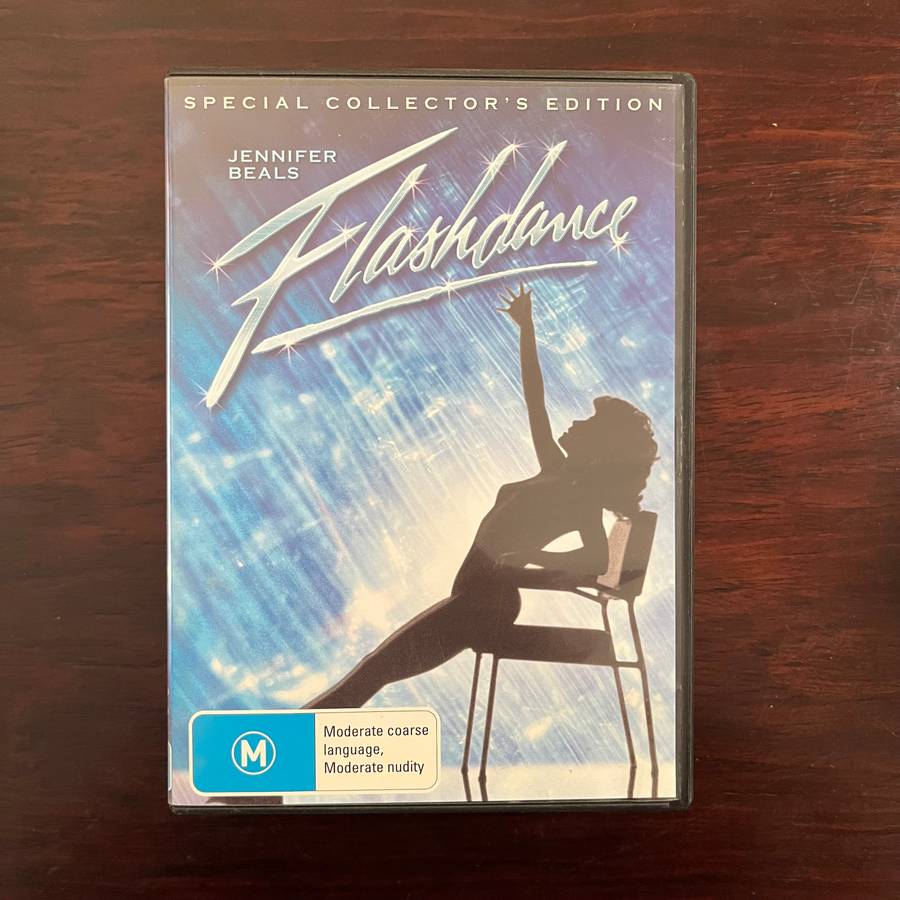 SPECIAL COLLECTOR'S EDITION
JENNIFER
BEALS
Flashdance
M
Moderate coarse
language,
Moderate nudity